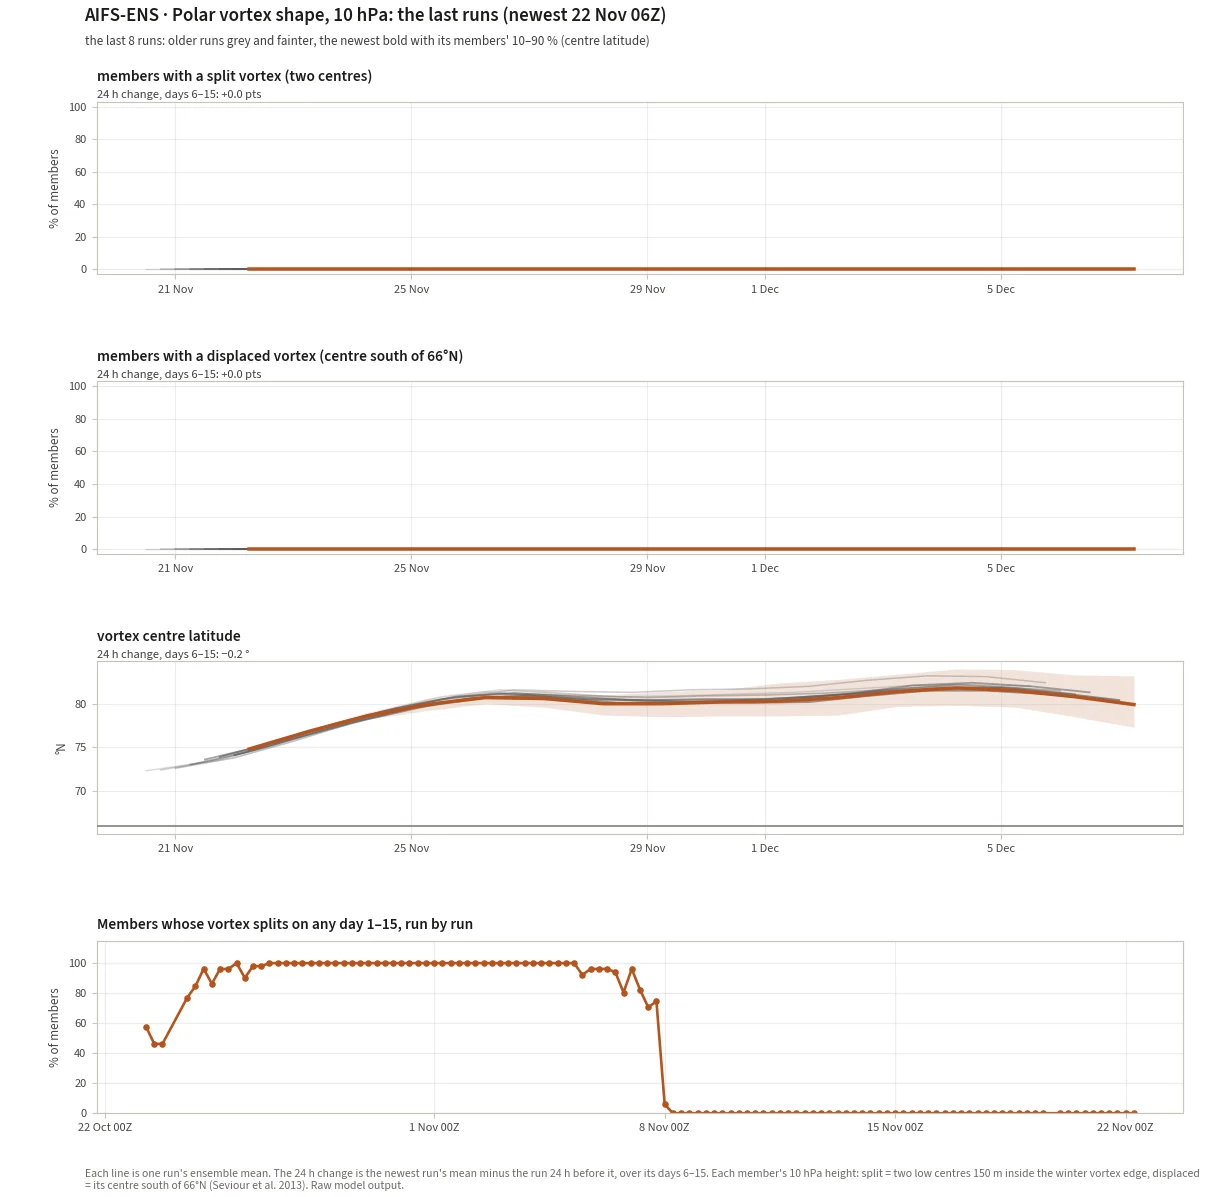 AIFS-ENS · Polar vortex shape, 10 hPa: the last runs (newest 22 Nov 06Z)
the last 8 runs: older runs grey and fainter, the newest bold with its members' 10–90 % (centre latitude)
members with a split vortex (two centres)
24 h change, days 6–15: +0.0 pts
100
80
60
40
20
0
% of members
21 Nov
25 Nov
29 Nov
1 Dec
5 Dec
members with a displaced vortex (centre south of 66°N)
24 h change, days 6–15: +0.0 pts
100
80
60
40
20
0
% of members
21 Nov
25 Nov
29 Nov
1 Dec
5 Dec
vortex centre latitude
24 h change, days 6–15: −0.2 °
80
75
70
°N
21 Nov
25 Nov
29 Nov
1 Dec
5 Dec
Members whose vortex splits on any day 1–15, run by run
100
80
60
40
20
0
% of members
22 Oct 00Z
1 Nov 00Z
8 Nov 00Z
15 Nov 00Z
22 Nov 00Z
Each line is one run's ensemble mean. The 24 h change is the newest run's mean minus the run 24 h before it, over its days 6–15. Each member's 10 hPa height: split = two low centres 150 m inside the winter vortex edge, displaced
= its centre south of 66°N (Seviour et al. 2013). Raw model output.